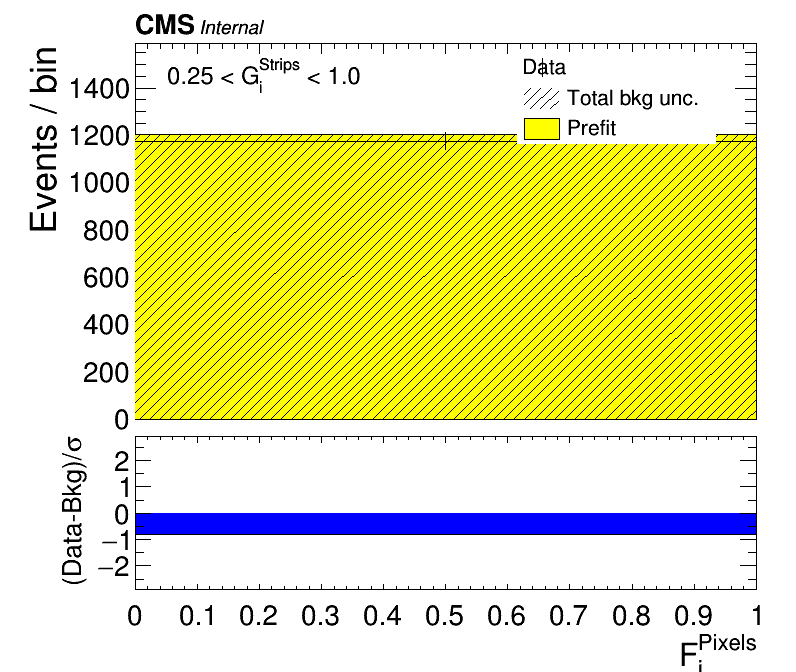 CMS Internal
Events / bin
0.25 < G_i^Strips < 1.0
Data
Total bkg unc.
Prefit
1400
1200
1000
800
600
400
200
0
(Data-Bkg)/σ
2
1
0
−1
−2
0 0.1 0.2 0.3 0.4 0.5 0.6 0.7 0.8 0.9 1
F_i^Pixels